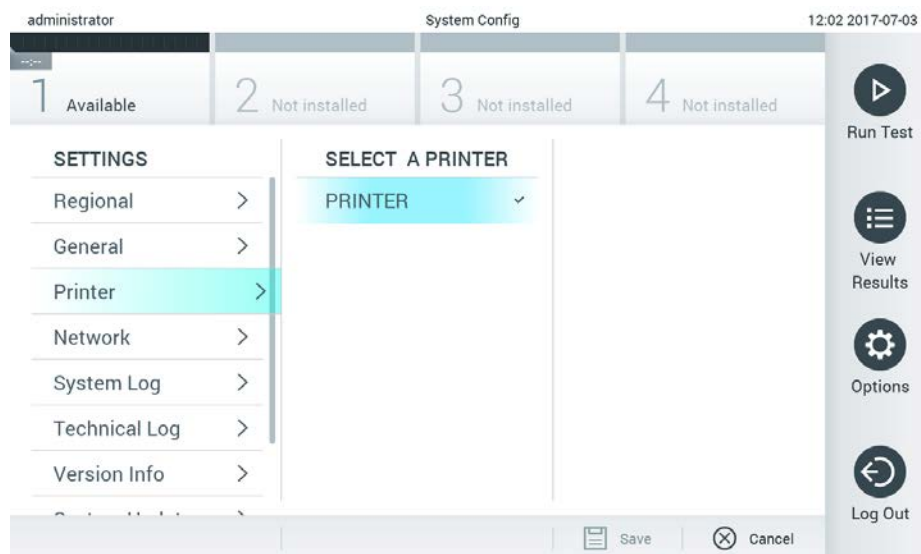 administrator System Config 12:02 2017-07-03
--:--
1 Available 2 Not installed 3 Not installed 4 Not installed
Run Test
SETTINGS SELECT A PRINTER
Regional PRINTER
General
View
Results
Printer
Network
System Log
Options
Technical Log
Version Info
Log Out
Save Cancel